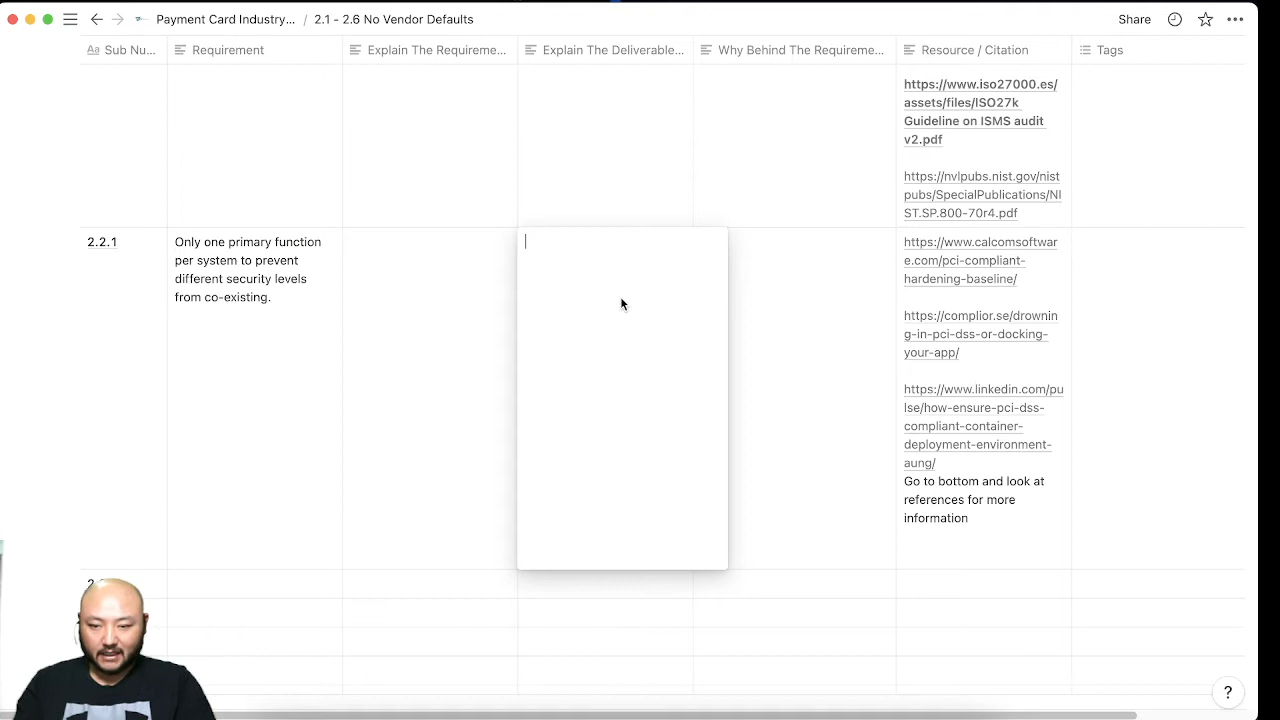 Payment Card Industry... / 2.1 - 2.6 No Vendor Defaults
Share
Aa Sub Nu...
Requirement
Explain The Requireme...
Explain The Deliverable...
Why Behind The Requireme...
Resource / Citation
Tags
https://www.iso27000.es/
assets/files/ISO27k
Guideline on ISMS audit
v2.pdf
https://nvlpubs.nist.gov/nist
pubs/SpecialPublications/NI
ST.SP.800-70r4.pdf
2.2.1
Only one primary function
per system to prevent
different security levels
from co-existing.
https://www.calcomsoftwar
e.com/pci-compliant-
hardening-baseline/
https://complior.se/drownin
g-in-pci-dss-or-docking-
your-app/
https://www.linkedin.com/pu
lse/how-ensure-pci-dss-
compliant-container-
deployment-environment-
aung/
Go to bottom and look at
references for more
information
?